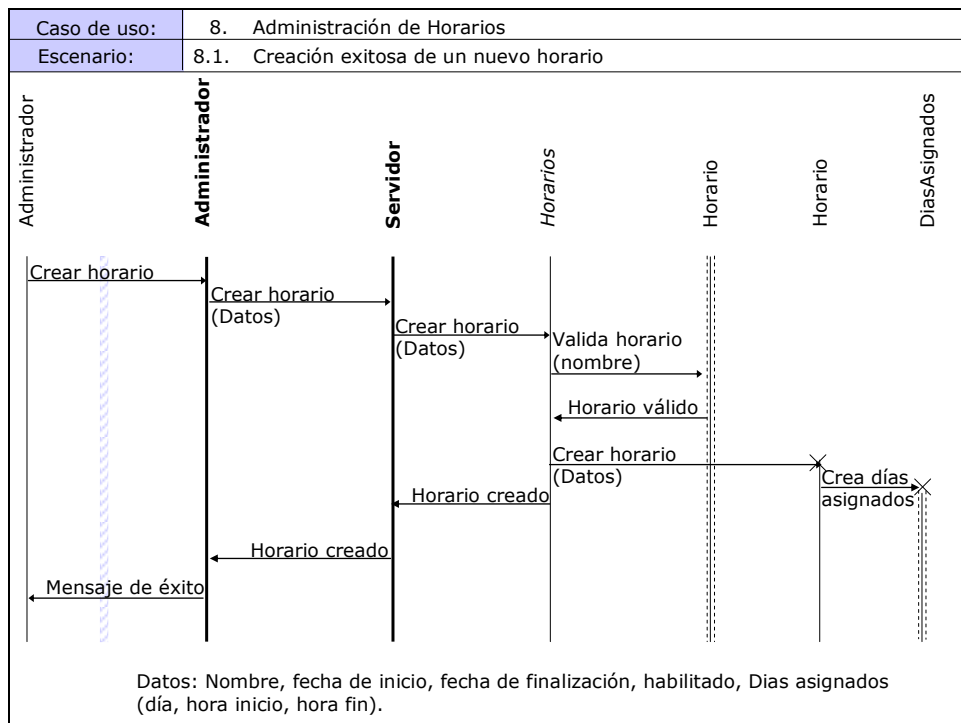 Caso de uso: 8. Administración de Horarios
Escenario: 8.1. Creación exitosa de un nuevo horario
Administrador
Administrador
Servidor
Horarios
Horario
Horario
DiasAsignados
Crear horario
Crear horario
(Datos)
Crear horario
(Datos)
Valida horario
(nombre)
Horario válido
Crear horario
(Datos)
Crea días
asignados
Horario creado
Horario creado
Mensaje de éxito
Datos: Nombre, fecha de inicio, fecha de finalización, habilitado, Dias asignados
(día, hora inicio, hora fin).